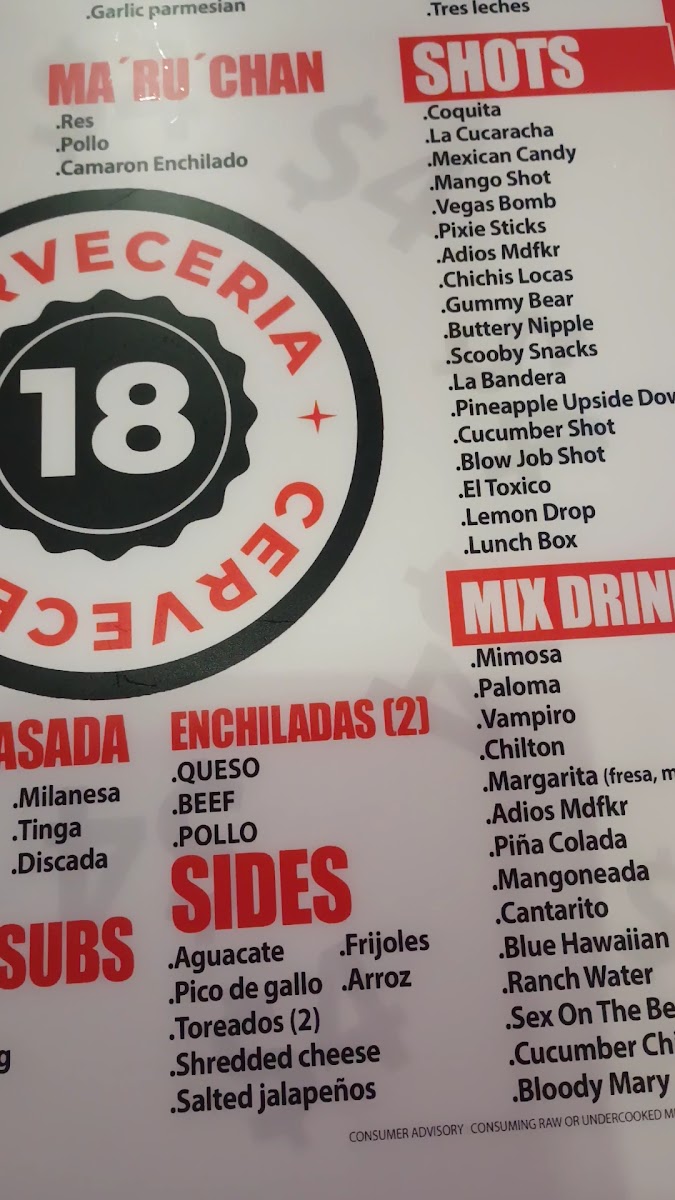 .Garlic parmesian
.Tres leches
MA´RU´CHAN
.Res
.Pollo
.Camaron Enchilado
SHOTS
.Coquita
.La Cucaracha
.Mexican Candy
.Mango Shot
.Vegas Bomb
.Pixie Sticks
.Adios Mdfkr
.Chichis Locas
.Gummy Bear
.Buttery Nipple
.Scooby Snacks
.La Bandera
.Pineapple Upside Dow
.Cucumber Shot
.Blow Job Shot
.El Toxico
.Lemon Drop
.Lunch Box
RVECERIA
18
CERVECE
MIX DRIN
.Mimosa
.Paloma
.Vampiro
.Chilton
.Margarita (fresa, m
.Adios Mdfkr
.Piña Colada
.Mangoneada
.Cantarito
.Blue Hawaiian
.Ranch Water
.Sex On The Be
.Cucumber Chi
.Bloody Mary
ASADA
.Milanesa
.Tinga
.Discada
ENCHILADAS (2)
.QUESO
.BEEF
.POLLO
SUBS
g
SIDES
.Aguacate .Frijoles
.Pico de gallo .Arroz
.Toreados (2)
.Shredded cheese
.Salted jalapeños
CONSUMER ADVISORY CONSUMING RAW OR UNDERCOOKED M